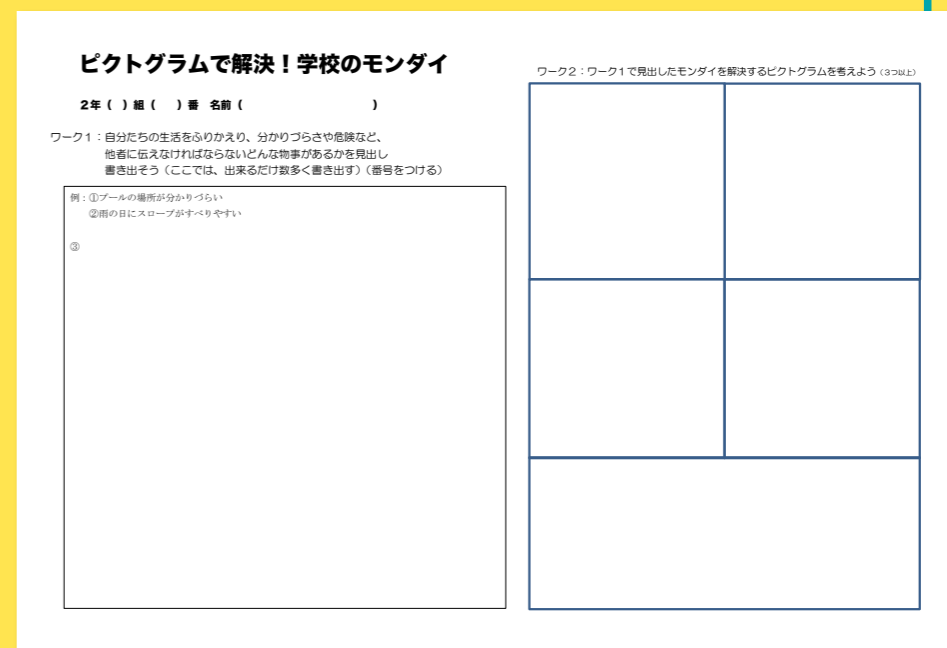 ピクトグラムで解決！学校のモンダイ
2年（　）組（　　）番　名前（　　　　　　　　　　　）
ワーク１：自分たちの生活をふりかえり、分かりづらさや危険など、
他者に伝えなければならないどんな物事があるかを見出し
書き出そう（ここでは、出来るだけ数多く書き出す）（番号をつける）
例：①プールの場所が分かりづらい
②雨の日にスロープがすべりやすい
③
ワーク２：ワーク１で見出したモンダイを解決するピクトグラムを考えよう（3つ以上）